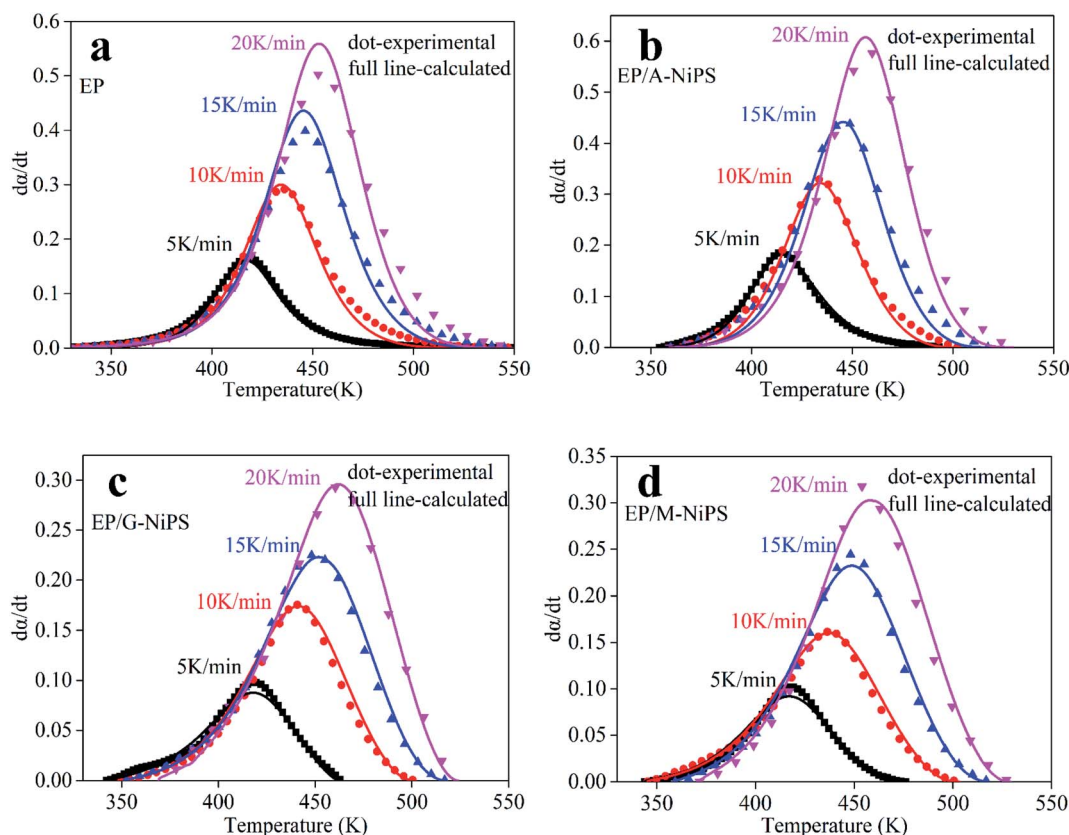 a
20K/min
dot-experimental
full line-calculated
EP
15K/min
10K/min
5K/min
dα/dt
0.6
0.5
0.4
0.3
0.2
0.1
0.0
350
400
450
500
550
Temperature(K)
b
20K/min
dot-experimental
full line-calculated
EP/A-NiPS
15K/min
10K/min
5K/min
dα/dt
0.6
0.5
0.4
0.3
0.2
0.1
0.0
350
400
450
500
550
Temperature (K)
c
20K/min
dot-experimental
full line-calculated
EP/G-NiPS
15K/min
10K/min
5K/min
dα/dt
0.30
0.25
0.20
0.15
0.10
0.05
0.00
350
400
450
500
550
Temperature (K)
d
20K/min
dot-experimental
full line-calculated
EP/M-NiPS
15K/min
10K/min
5K/min
dα/dt
0.35
0.30
0.25
0.20
0.15
0.10
0.05
0.00
350
400
450
500
550
Temperature (K)